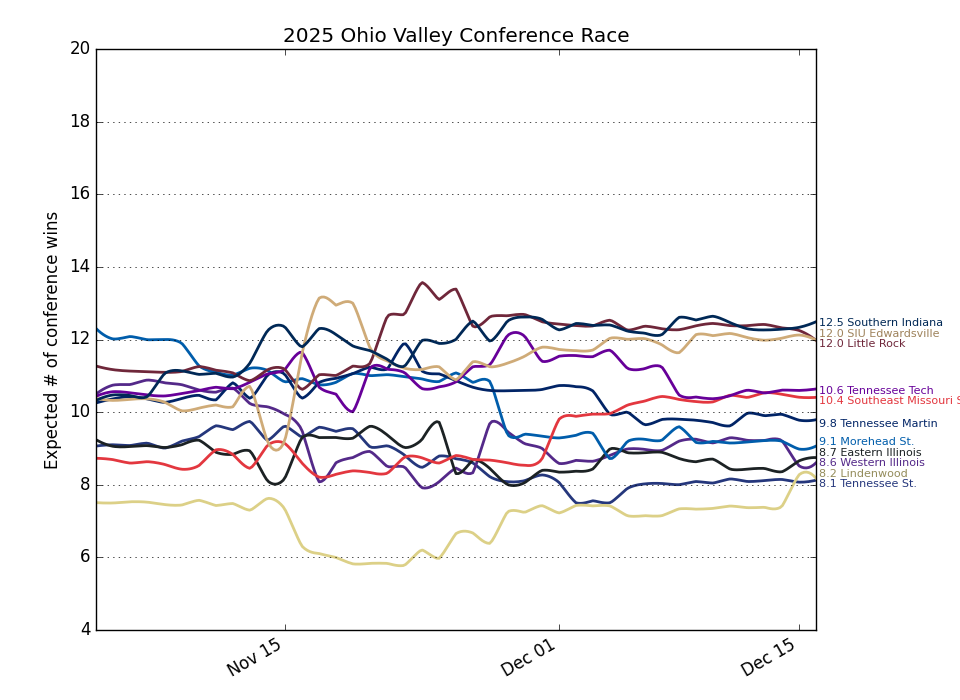 2025 Ohio Valley Conference Race
Expected # of conference wins
20
18
16
14
12
10
8
6
4
Nov 15
Dec 01
Dec 15
12.5 Southern Indiana
12.0 SIU Edwardsville
12.0 Little Rock
10.6 Tennessee Tech
10.4 Southeast Missouri S
9.8 Tennessee Martin
9.1 Morehead St.
8.7 Eastern Illinois
8.6 Western Illinois
8.2 Lindenwood
8.1 Tennessee St.